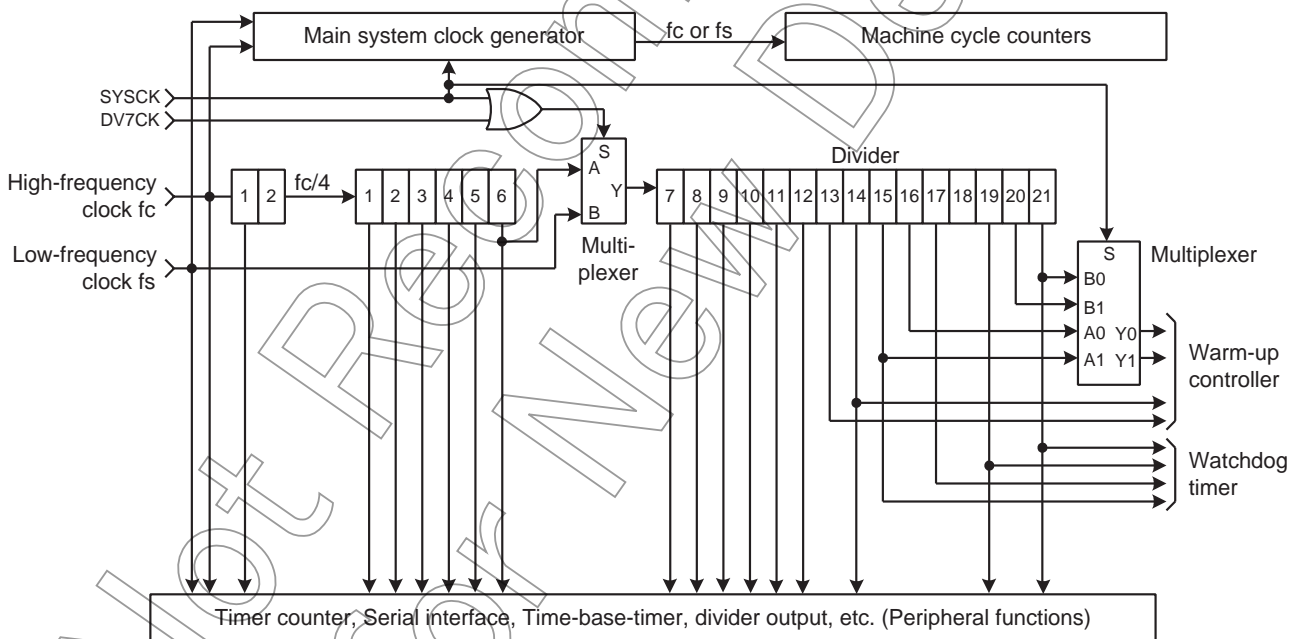 Main system clock generator
fc or fs
Machine cycle counters
SYSCK
DV7CK
High-frequency
clock fc
Low-frequency
clock fs
1 2
fc/4
1 2 3 4 5 6
S
A
Y
B
Multi-
plexer
Divider
7 8 9 10 11 12 13 14 15 16 17 18 19 20 21
S
B0
B1
A0 Y0
A1 Y1
Multiplexer
Warm-up
controller
Watchdog
timer
Timer counter, Serial interface, Time-base-timer, divider output, etc. (Peripheral functions)